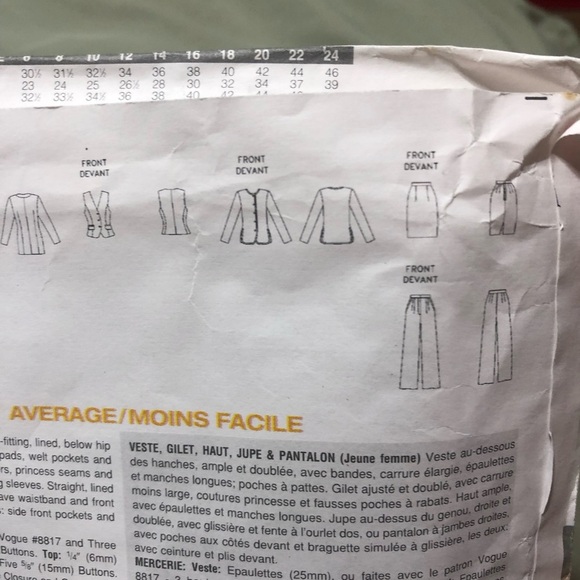 6 8 10 12 14 16 18 20 22 24
30½ 31½ 32½ 34 36 38 40 42 44 46
23 24 25 26½ 28 30 32 34 37 39
32½ 33½ 34½ 36 38 40 42 44
FRONT
DEVANT
FRONT
DEVANT
FRONT
DEVANT
FRONT
DEVANT
AVERAGE/MOINS FACILE
-fitting, lined, below hip
pads, welt pockets and
rs, princess seams and
g sleeves. Straight, lined
ave waistband and front
: side front pockets and
Vogue #8817 and Three
Buttons. Top: ¼" (6mm)
Five ⅝" (15mm) Buttons.
Closure and
VESTE, GILET, HAUT, JUPE & PANTALON (Jeune femme) Veste au-dessous
des hanches, ample et doublée, avec bandes, carrure élargie, épaulettes
et manches longues; poches à pattes. Gilet ajusté et doublé, avec carrure
moins large, coutures princesse et fausses poches à rabats. Haut ample,
avec épaulettes et manches longues. Jupe au-dessus du genou, droite et
doublée, avec glissière et fente à l'ourlet dos, ou pantalon à jambes droites,
avec poches aux côtés devant et braguette simulée à glissière, les deux:
avec ceinture et plis devant.
MERCERIE: Veste: Epaulettes (25mm), ou faites avec le patron Vogue
8817 Epaulettes